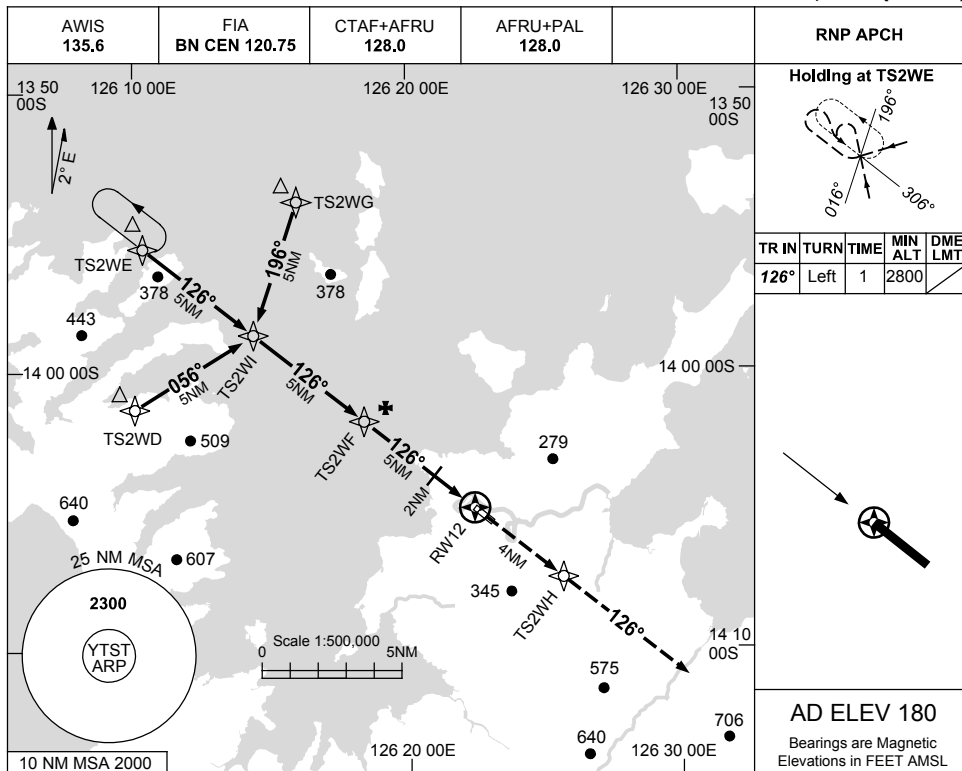 AWIS
135.6
FIA
BN CEN 120.75
CTAF+AFRU
128.0
AFRU+PAL
128.0
RNP APCH
13 50
00S
126 10 00E
126 20 00E
126 30 00E
13 50
00S
2° E
TS2WG
TS2WE
196°
5NM
126°
5NM
378
378
443
TS2WI
14 00 00S
14 00 00S
056°
5NM
126°
5NM
TS2WD
TS2WF
509
126°
5NM
279
2NM
640
RW12
4NM
607
345
TS2WH
126°
25 NM MSA
2300
YTST
ARP
Scale 1:500,000
0
5NM
14 10
00S
575
706
640
10 NM MSA 2000
126 20 00E
126 30 00E
Holding at TS2WE
196°
016°
306°
TR IN TURN TIME MIN ALT DME LMT
126° Left 1 2800
AD ELEV 180
Bearings are Magnetic
Elevations in FEET AMSL